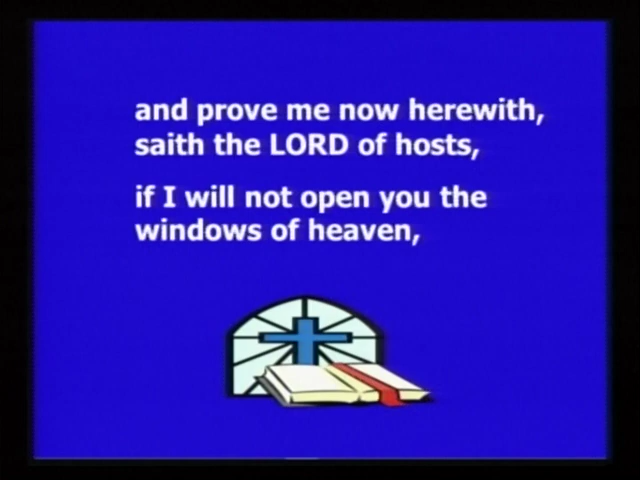 and prove me now herewith,
saith the LORD of hosts,
if I will not open you the
windows of heaven,